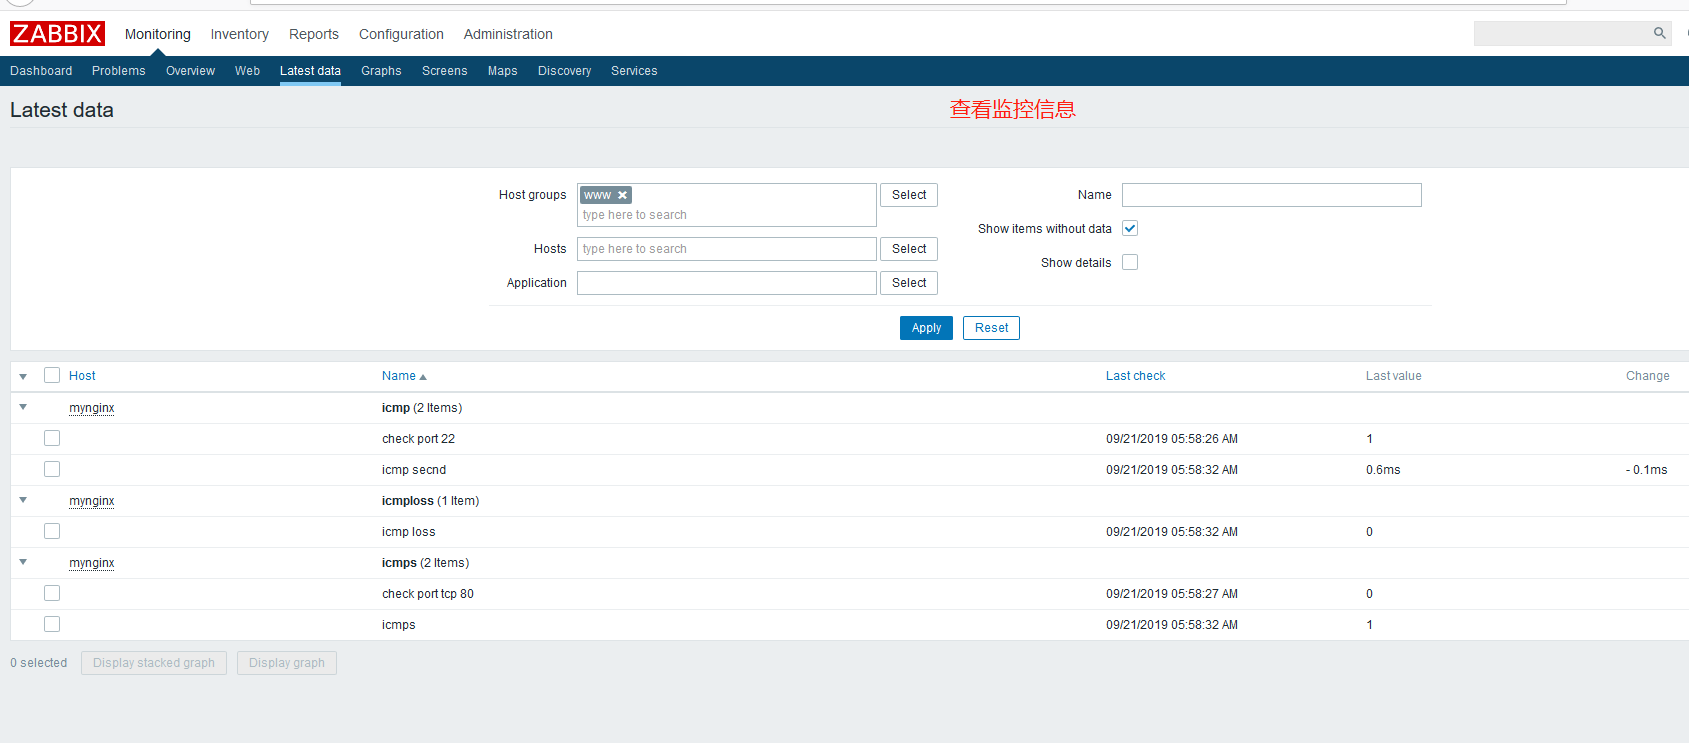 ZABBIX Monitoring Inventory Reports Configuration Administration
Dashboard Problems Overview Web Latest data Graphs Screens Maps Discovery Services
Latest data 查看监控信息
Host groups www type here to search Select Name
Show items without data
Hosts type here to search Select
Show details
Application Select
Apply Reset
Host Name Last check Last value Change
mynginx icmp (2 Items)
check port 22 09/21/2019 05:58:26 AM 1
icmp secnd 09/21/2019 05:58:32 AM 0.6ms - 0.1ms
mynginx icmploss (1 Item)
icmp loss 09/21/2019 05:58:32 AM 0
mynginx icmps (2 Items)
check port tcp 80 09/21/2019 05:58:27 AM 0
icmps 09/21/2019 05:58:32 AM 1
0 selected Display stacked graph Display graph